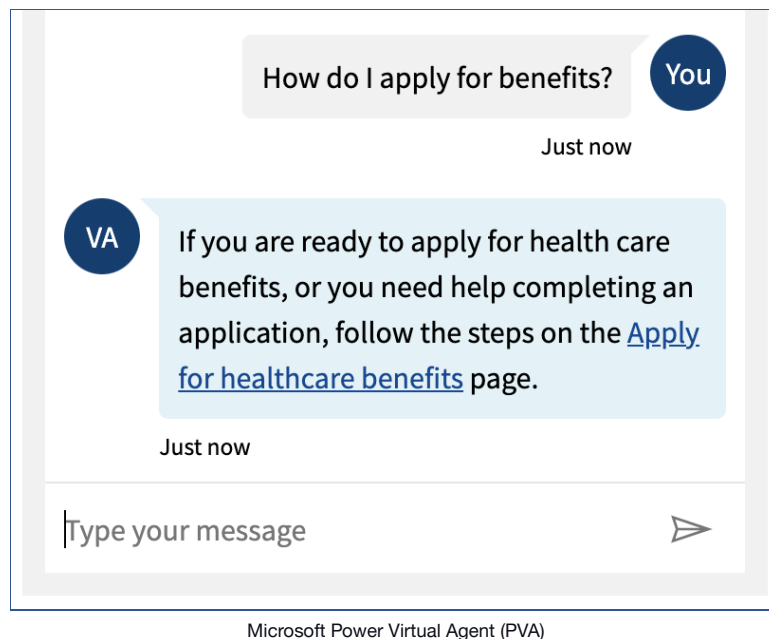 How do I apply for benefits?
You
Just now
VA
If you are ready to apply for health care
benefits, or you need help completing an
application, follow the steps on the Apply
for healthcare benefits page.
Just now
Type your message
Microsoft Power Virtual Agent (PVA)